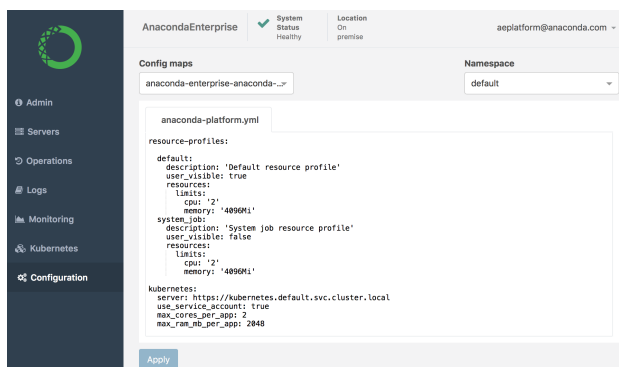 AnacondaEnterprise
System
Status
Healthy
Location
On
premise
aeplatform@anaconda.com
Admin
Servers
Operations
Logs
Monitoring
Kubernetes
Configuration
Config maps
Namespace
anaconda-enterprise-anaconda-...
default
anaconda-platform.yml
resource-profiles:
default:
description: 'Default resource profile'
user_visible: true
resources:
limits:
cpu: '2'
memory: '4096Mi'
system_job:
description: 'System job resource profile'
user_visible: false
resources:
limits:
cpu: '2'
memory: '4096Mi'
kubernetes:
server: https://kubernetes.default.svc.cluster.local
use_service_account: true
max_cores_per_app: 2
max_ram_mb_per_app: 2048
Apply